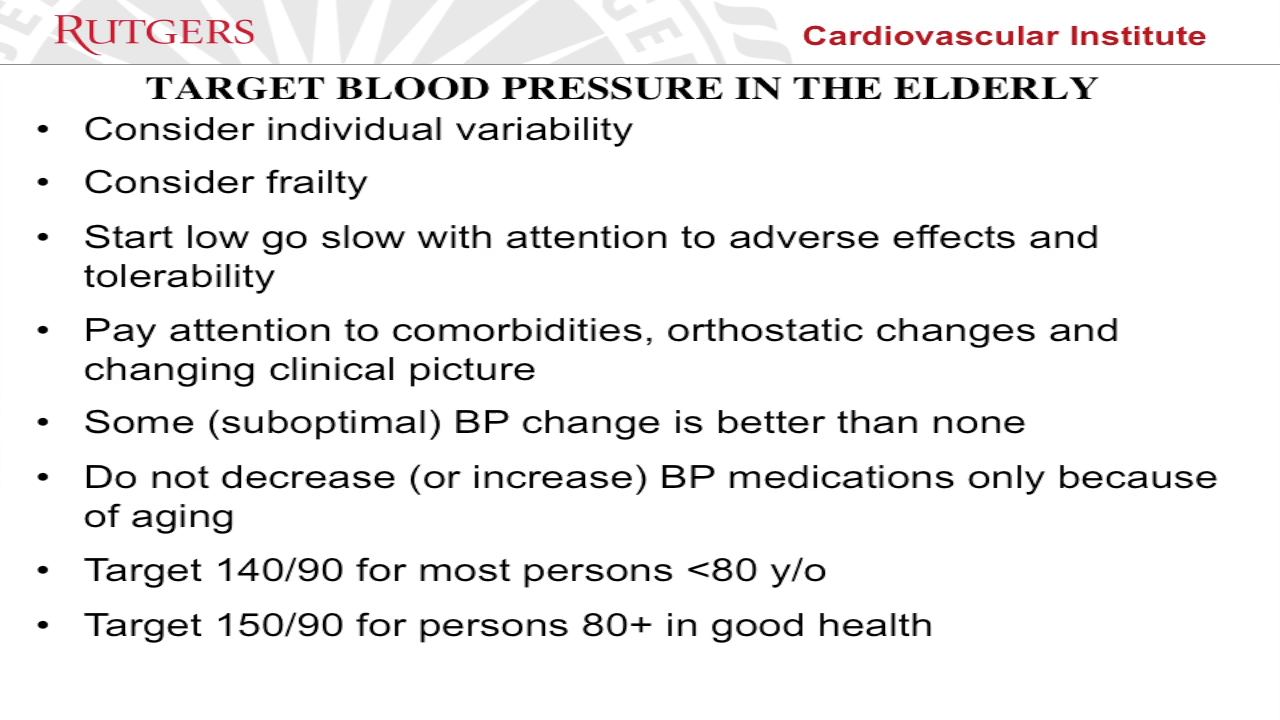 RUTGERS
Cardiovascular Institute
TARGET BLOOD PRESSURE IN THE ELDERLY
• Consider individual variability
• Consider frailty
• Start low go slow with attention to adverse effects and
tolerability
• Pay attention to comorbidities, orthostatic changes and
changing clinical picture
• Some (suboptimal) BP change is better than none
• Do not decrease (or increase) BP medications only because
of aging
• Target 140/90 for most persons <80 y/o
• Target 150/90 for persons 80+ in good health